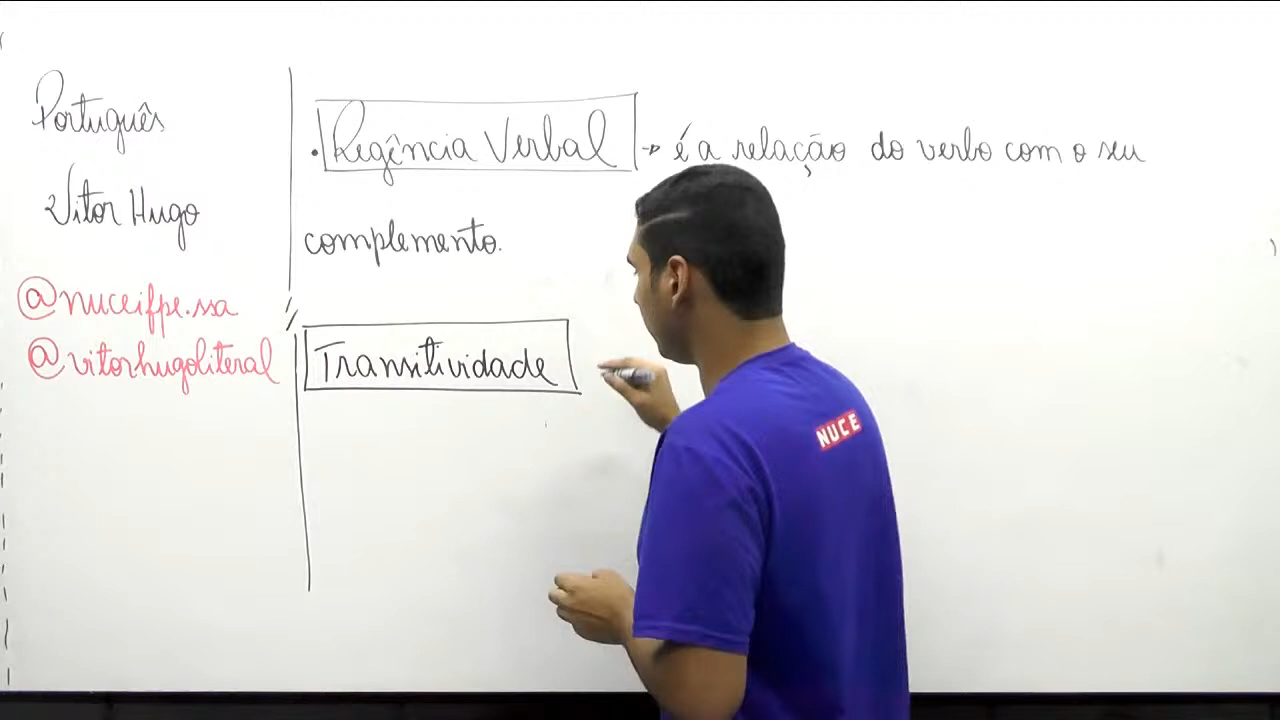 Português
Vitor Hugo
@nuceifpe.ssa
@vitorhugoliteral
• Regência Verbal → é a relação do verbo com o seu
complemento.
Transitividade
NUCE